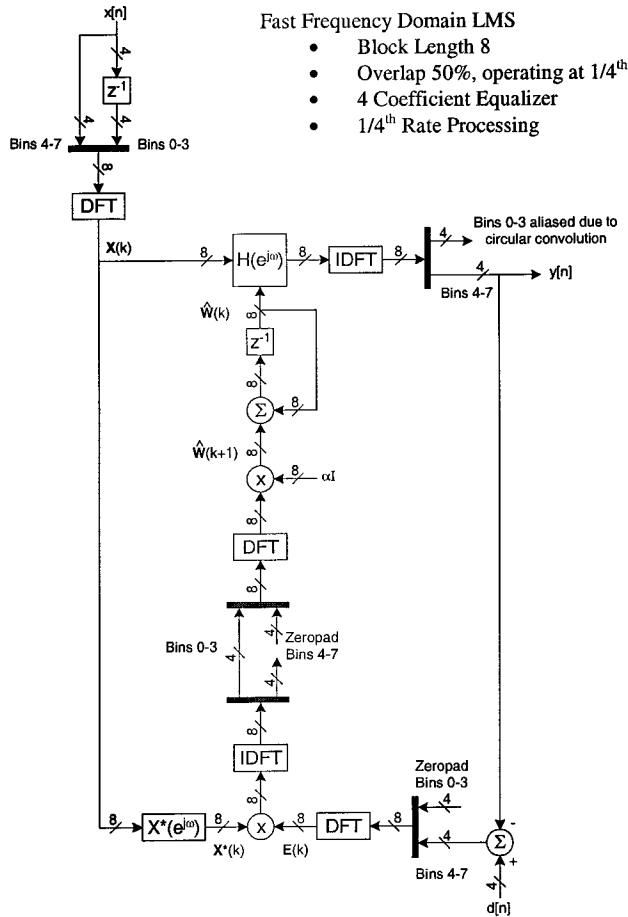 x[n]
Fast Frequency Domain LMS
• Block Length 8
• Overlap 50%, operating at 1/4th
• 4 Coefficient Equalizer
• 1/4th Rate Processing
4
z-1
4 4
Bins 4-7 Bins 0-3
8
DFT
X(k)
8 H(ejω) 8 IDFT 8
4 Bins 0-3 aliased due to
circular convolution
4 y[n]
Bins 4-7
Ŵ(k) 8
z-1
8
Σ 8
Ŵ(k+1) 8
x 8 αI
8
DFT
8
Bins 0-3 4
4 Zeropad
Bins 4-7
4
8
IDFT
8
Zeropad
Bins 0-3
4
8 X*(ejω) 8 x 8 DFT 8 4 Σ - +
X*(k) E(k)
Bins 4-7
4
d[n]